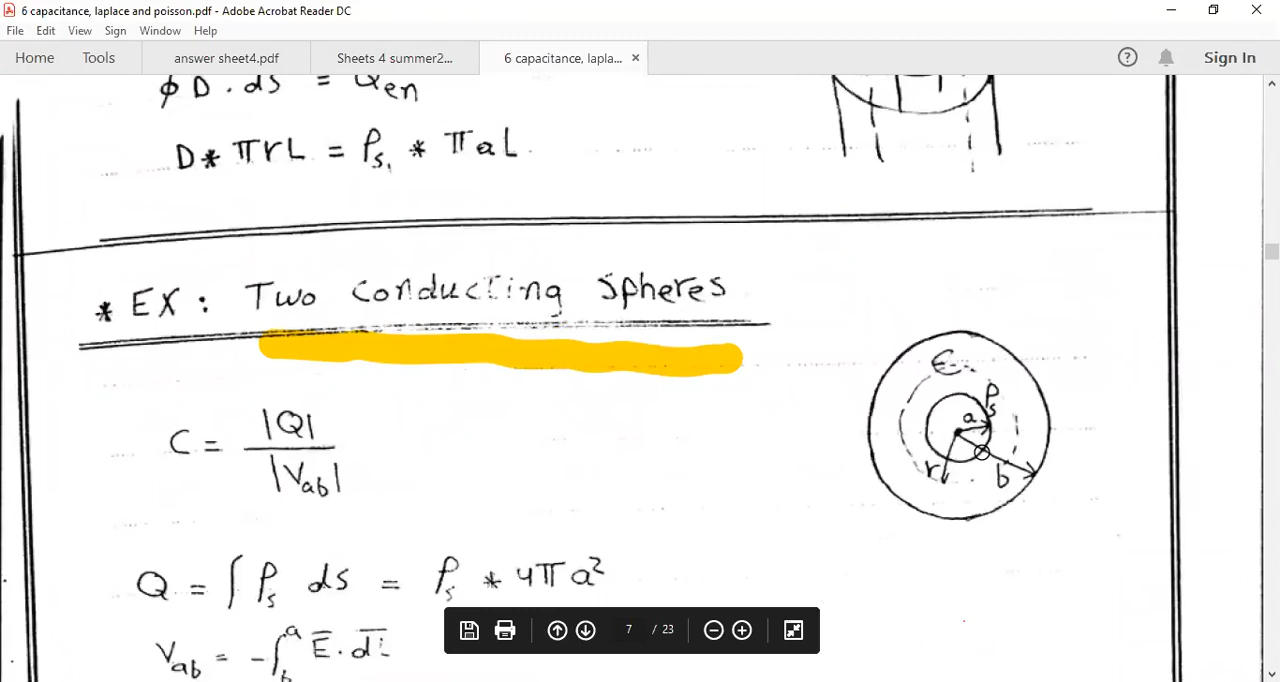 6 capacitance, laplace and poisson.pdf - Adobe Acrobat Reader DC
File Edit View Sign Window Help
Home Tools answer sheet4.pdf Sheets 4 summer2... 6 capacitance, lapla... × Sign In
∮ D . ds = Qen
D * πrL = ρs, * πaL
* EX : Two conducting spheres
ε.
ρs
a
r b
C = |Q| / |Vab|
Q = ∫ ρs ds = ρs * 4πa²
7 / 23
Vab = -∫ba E̅ . dl̅